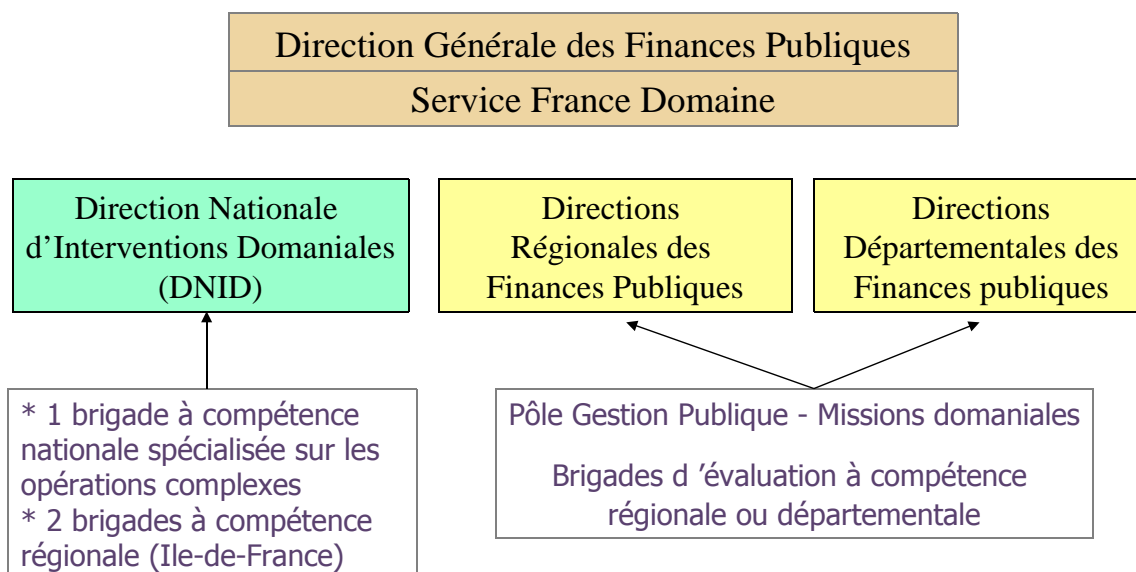 Direction Générale des Finances Publiques
Service France Domaine
Direction Nationale
d’Interventions Domaniales
(DNID)
Directions
Régionales des
Finances Publiques
Directions
Départementales des
Finances publiques
* 1 brigade à compétence
nationale spécialisée sur les
opérations complexes
* 2 brigades à compétence
régionale (Ile-de-France)
Pôle Gestion Publique - Missions domaniales
Brigades d ’évaluation à compétence
régionale ou départementale